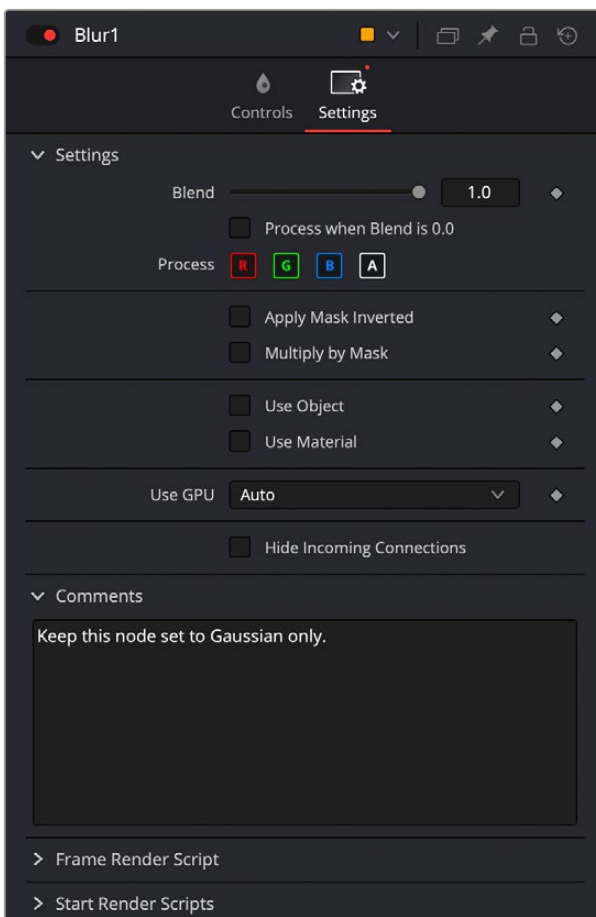 Blur1
Controls Settings
Settings
Blend 1.0
Process when Blend is 0.0
Process R G B A
Apply Mask Inverted
Multiply by Mask
Use Object
Use Material
Use GPU Auto
Hide Incoming Connections
Comments
Keep this node set to Gaussian only.
Frame Render Script
Start Render Scripts